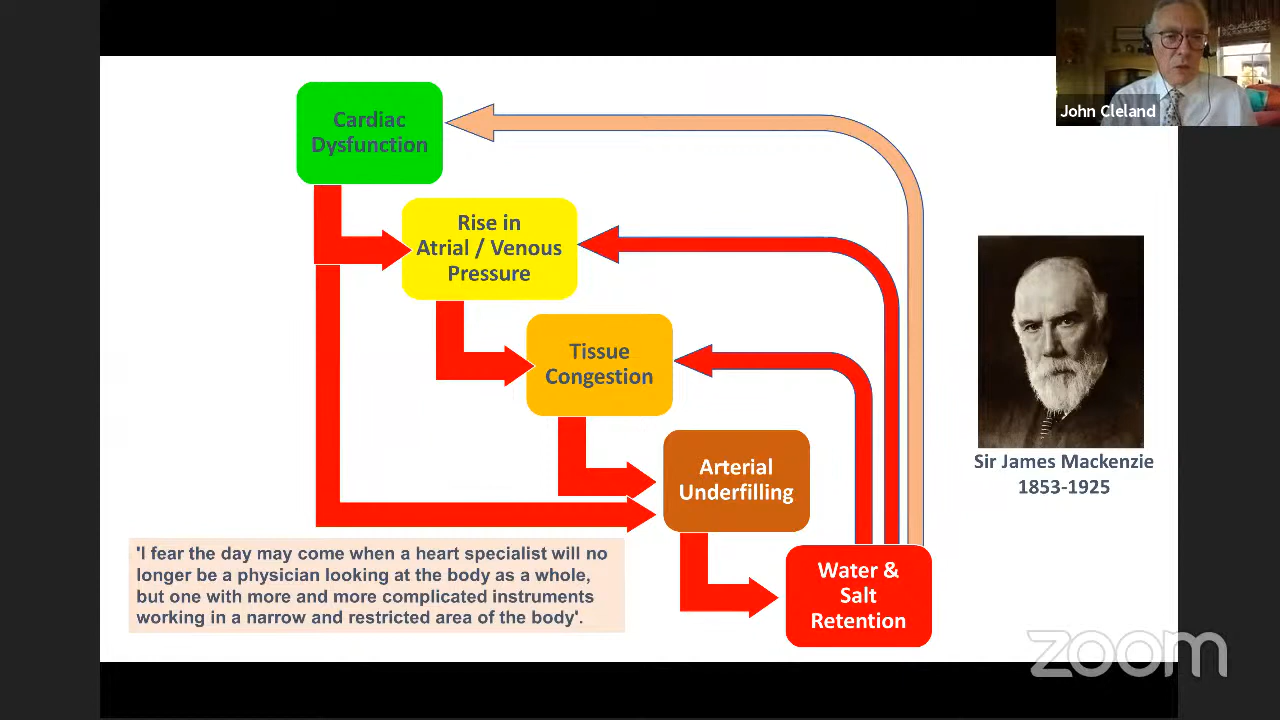 John Cleland
Cardiac
Dysfunction
Rise in
Atrial / Venous
Pressure
Tissue
Congestion
Arterial
Underfilling
Water &
Salt
Retention
Sir James Mackenzie
1853-1925
'I fear the day may come when a heart specialist will no
longer be a physician looking at the body as a whole,
but one with more and more complicated instruments
working in a narrow and restricted area of the body'.
zoom